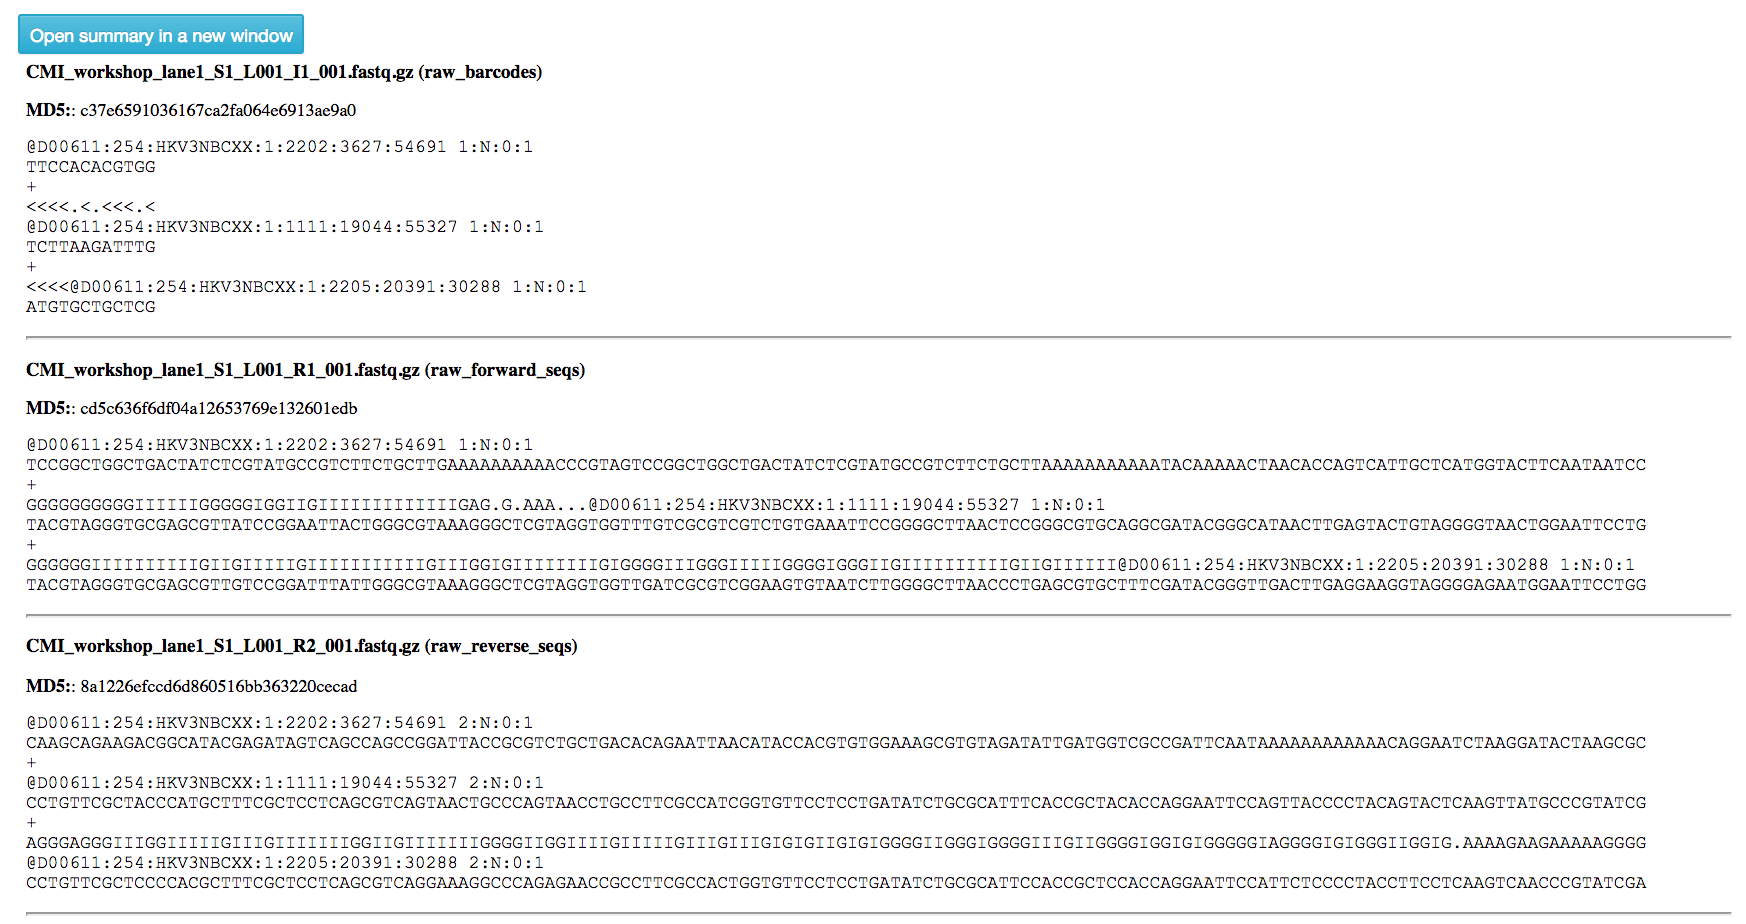 Open summary in a new window
CMI_workshop_lane1_S1_L001_I1_001.fastq.gz (raw_barcodes)
MD5:: c37e6591036167ca2fa064e6913ae9a0
@D00611:254:HKV3NBCXX:1:2202:3627:54691 1:N:0:1
TTCCACACGTGG
+
<<<<.<.<<<.<
@D00611:254:HKV3NBCXX:1:1111:19044:55327 1:N:0:1
TCTTAAGATTTG
+
<<<<@D00611:254:HKV3NBCXX:1:2205:20391:30288 1:N:0:1
ATGTGCTGCTCG
CMI_workshop_lane1_S1_L001_R1_001.fastq.gz (raw_forward_seqs)
MD5:: cd5c636f6df04a12653769e132601edb
@D00611:254:HKV3NBCXX:1:2202:3627:54691 1:N:0:1
TCCGGCTGGCTGACTATCTCGTATGCCGTCTTCTGCTTGAAAAAAAAAACCCGTAGTCCGGCTGGCTGACTATCTCGTATGCCGTCTTCTGCTTAAAAAAAAAAATACAAAAACTAACACCAGTCATTGCTCATGGTACTTCAATAATCC
+
GGGGGGGGGGIIIIIIGGGGGIGGIIGIIIIIIIIIIIIIGAG.G.AAA...@D00611:254:HKV3NBCXX:1:1111:19044:55327 1:N:0:1
TACGTAGGGTGCGAGCGTTATCCGGAATTACTGGGCGTAAAGGGCTCGTAGGTGGTTTGTCGCGTCGTCTGTGAAATTCCGGGGCTTAACTCCGGGCGTGCAGGCGATACGGGCATAACTTGAGTACTGTAGGGGTAACTGGAATTCCTG
+
GGGGGGIIIIIIIIIIGIIGIIIIIGIIIIIIIIIIGIIIGGIGIIIIIIIIGIGGGGIIIGGGIIIIIGGGGIGGGIIGIIIIIIIIIIGIIGIIIIII@D00611:254:HKV3NBCXX:1:2205:20391:30288 1:N:0:1
TACGTAGGGTGCGAGCGTTGTCCGGATTTATTGGGCGTAAAGGGCTCGTAGGTGGTTGATCGCGTCGGAAGTGTAATCTTGGGGCTTAACCCTGAGCGTGCTTTCGATACGGGTTGACTTGAGGAAGGTAGGGGAGAATGGAATTCCTGG
CMI_workshop_lane1_S1_L001_R2_001.fastq.gz (raw_reverse_seqs)
MD5:: 8a1226efccd6d860516bb363220cecad
@D00611:254:HKV3NBCXX:1:2202:3627:54691 2:N:0:1
CAAGCAGAAGACGGCATACGAGATAGTCAGCCAGCCGGATTACCGCGTCTGCTGACACAGAATTAACATACCACGTGTGGAAAGCGTGTAGATATTGATGGTCGCCGATTCAATAAAAAAAAAAAACAGGAATCTAAGGATACTAAGCGC
+
@D00611:254:HKV3NBCXX:1:1111:19044:55327 2:N:0:1
CCTGTTCGCTACCCATGCTTTCGCTCCTCAGCGTCAGTAACTGCCCAGTAACCTGCCTTCGCCATCGGTGTTCCTCCTGATATCTGCGCATTTCACCGCTACACCAGGAATTCCAGTTACCCCTACAGTACTCAAGTTATGCCCGTATCG
+
AGGGAGGGIIIGGIIIIIGIIIGIIIIIIIGGIIGIIIIIIIGGGGIIGGIIIIGIIIIIGIIIGIIIGIGIGIIGIGIGGGGIIGGGIGGGGIIIGIIGGGGIGGIGIGGGGGIAGGGGIGIGGGIIGGIG.AAAAGAAGAAAAAGGGG
@D00611:254:HKV3NBCXX:1:2205:20391:30288 2:N:0:1
CCTGTTCGCTCCCCACGCTTTCGCTCCTCAGCGTCAGGAAAGGCCCAGAGAACCGCCTTCGCCACTGGTGTTCCTCCTGATATCTGCGCATTCCACCGCTCCACCAGGAATTCCATTCTCCCCTACCTTCCTCAAGTCAACCCGTATCGA